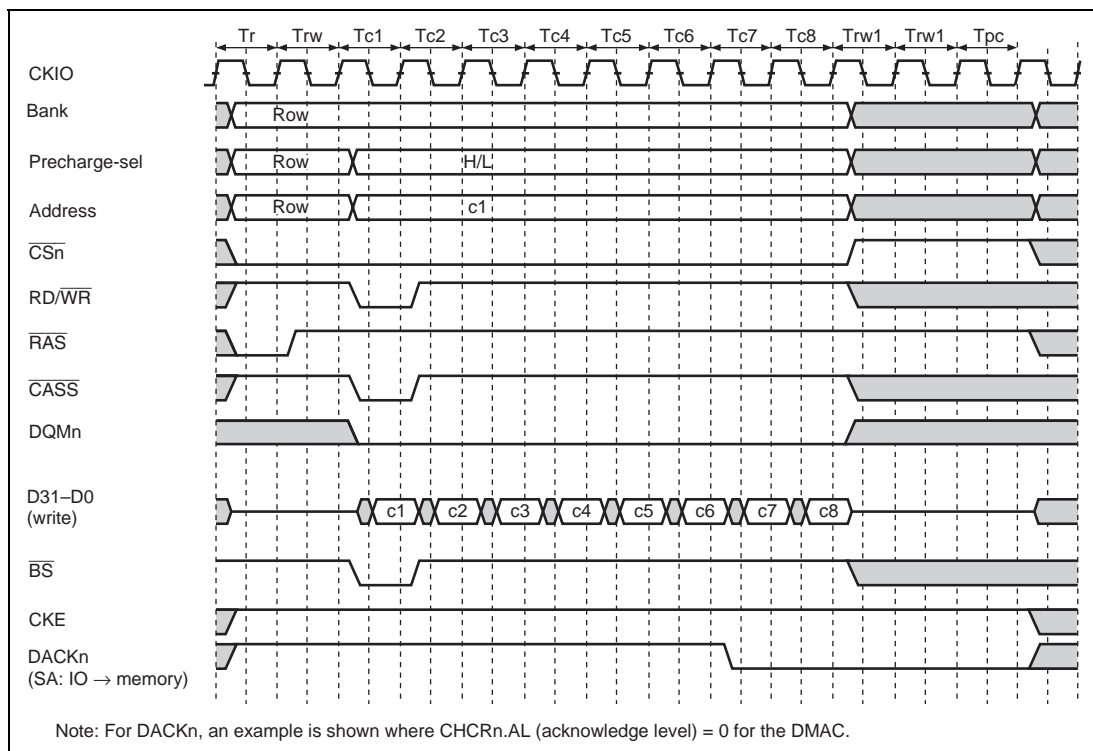 Tr Trw Tc1 Tc2 Tc3 Tc4 Tc5 Tc6 Tc7 Tc8 Trw1 Trw1 Tpc
CKIO
Bank Row
Precharge-sel Row H/L
Address Row c1
CSn
RD/WR
RAS
CASS
DQMn
D31–D0
(write) c1 c2 c3 c4 c5 c6 c7 c8
BS
CKE
DACKn
(SA: IO → memory)
Note: For DACKn, an example is shown where CHCRn.AL (acknowledge level) = 0 for the DMAC.